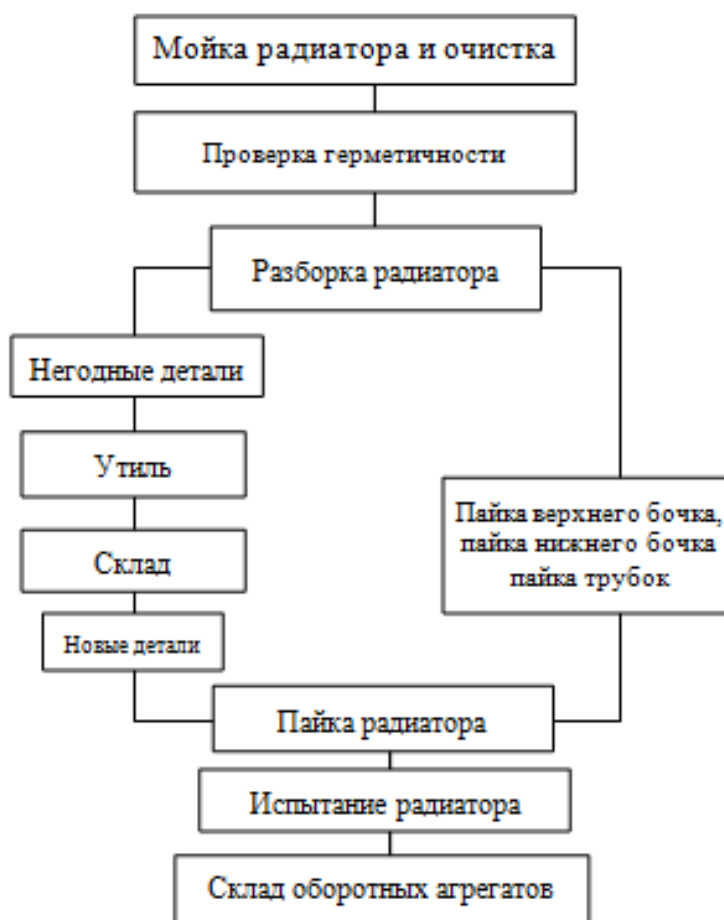 Мойка радиатора и очистка
Проверка герметичности
Разборка радиатора
Негодные детали
Утиль
Склад
Новые детали
Пайка верхнего бочка,
пайка нижнего бочка
пайка трубок
Пайка радиатора
Испытание радиатора
Склад оборотных агрегатов